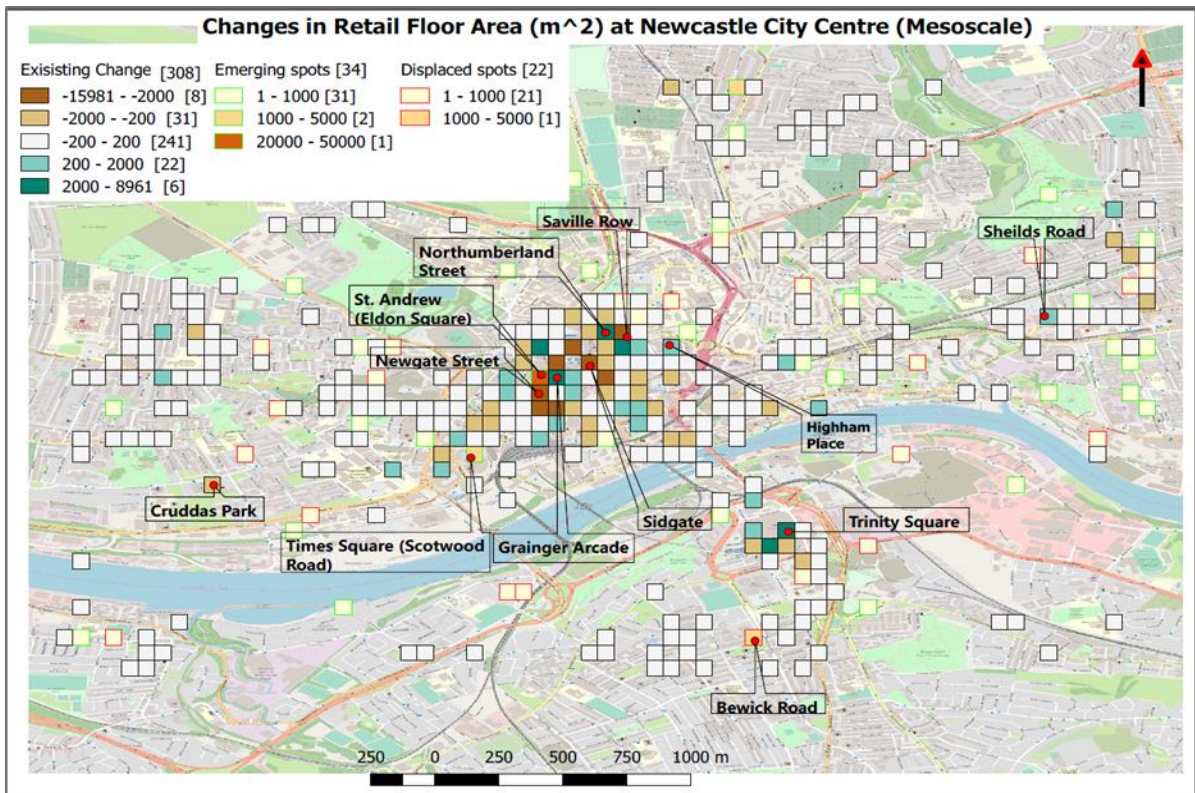 Changes in Retail Floor Area (m^2) at Newcastle City Centre (Mesoscale)
Exisisting Change [308]
-15981 - -2000 [8]
-2000 - -200 [31]
-200 - 200 [241]
200 - 2000 [22]
2000 - 8961 [6]
Emerging spots [34]
1 - 1000 [31]
1000 - 5000 [2]
20000 - 50000 [1]
Displaced spots [22]
1 - 1000 [21]
1000 - 5000 [1]
Saville Row
Northumberland
Street
St. Andrew
(Eldon Square)
Newgate Street
Sheilds Road
Highham
Place
Cruddas Park
Times Square (Scotwood
Road)
Grainger Arcade
Sidgate
Trinity Square
Bewick Road
250 0 250 500 750 1000 m